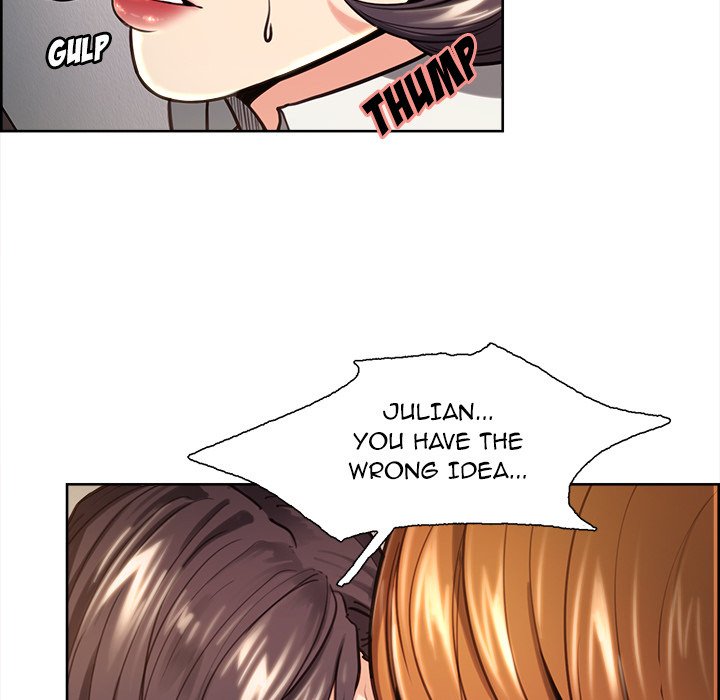 GULP
THUMP
JULIAN...
YOU HAVE THE
WRONG IDEA...